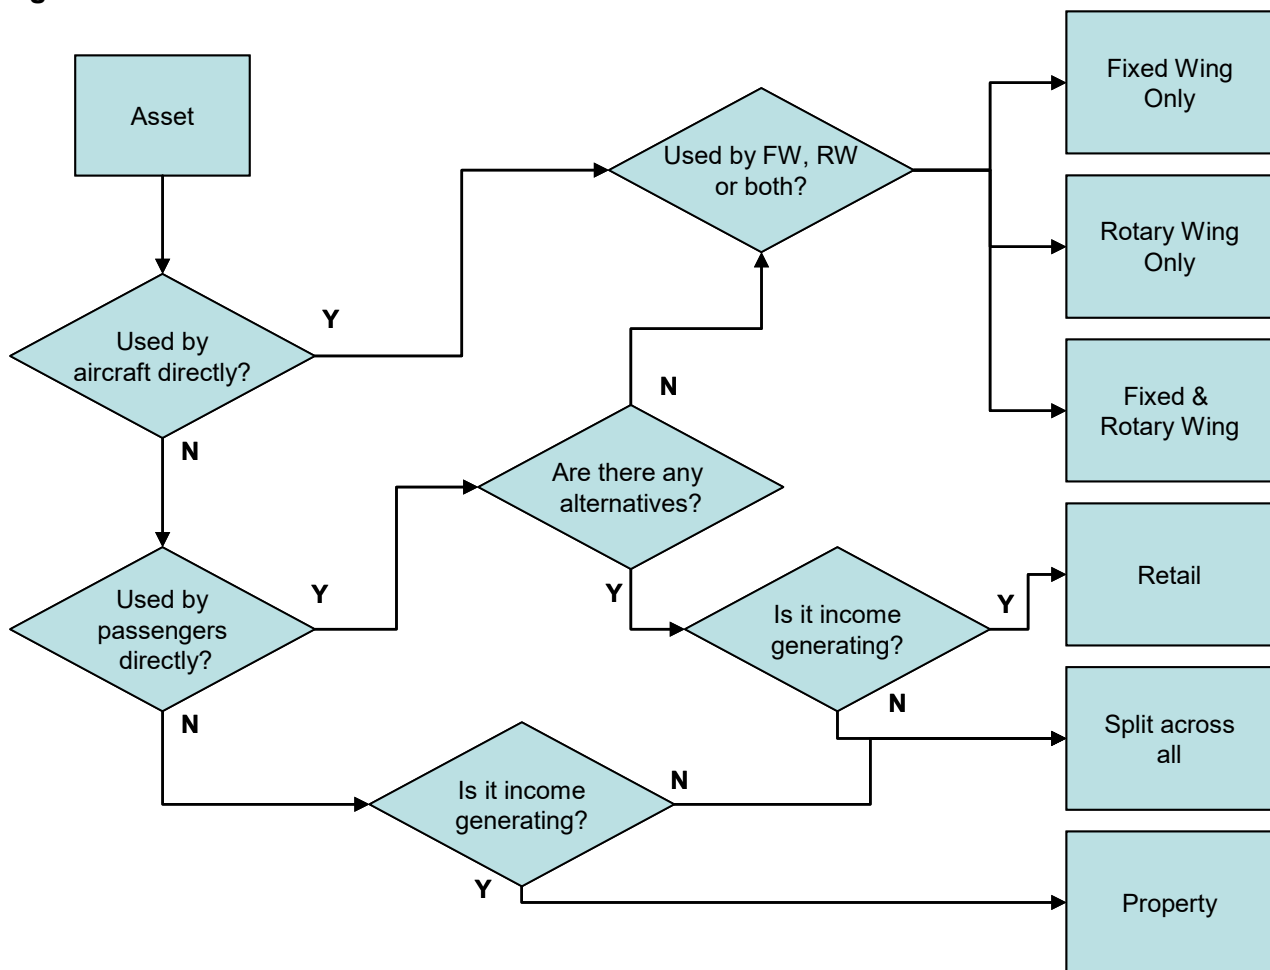 Asset
Fixed Wing
Only
Used by FW, RW
or both?
Rotary Wing
Only
Used by
aircraft directly?
Y
N
Fixed &
Rotary Wing
N
Are there any
alternatives?
Y
Used by
passengers
directly?
Y
N
Is it income
generating?
Y
N
Retail
Split across
all
Is it income
generating?
N
Y
Property